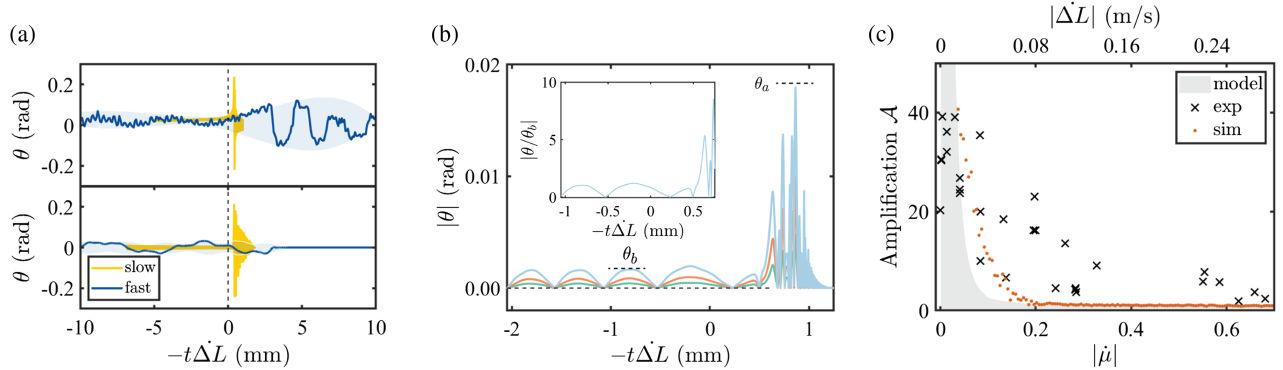 (a)
0.2
0
-0.2
θ (rad)
0.2
0
-0.2
θ (rad)
slow
fast
-10
-5
0
5
10
−tΔL̇ (mm)
(b)
0.02
0.01
0.00
|θ| (rad)
10
5
0
|θ/θ_b|
-1
-0.5
0
0.5
−tΔL̇ (mm)
θ_a
θ_b
-2
-1
0
1
−tΔL̇ (mm)
(c)
|ΔL̇| (m/s)
0
0.08
0.16
0.24
40
20
0
Amplification 𝒜
model
exp
sim
0
0.2
0.4
0.6
|μ̇|